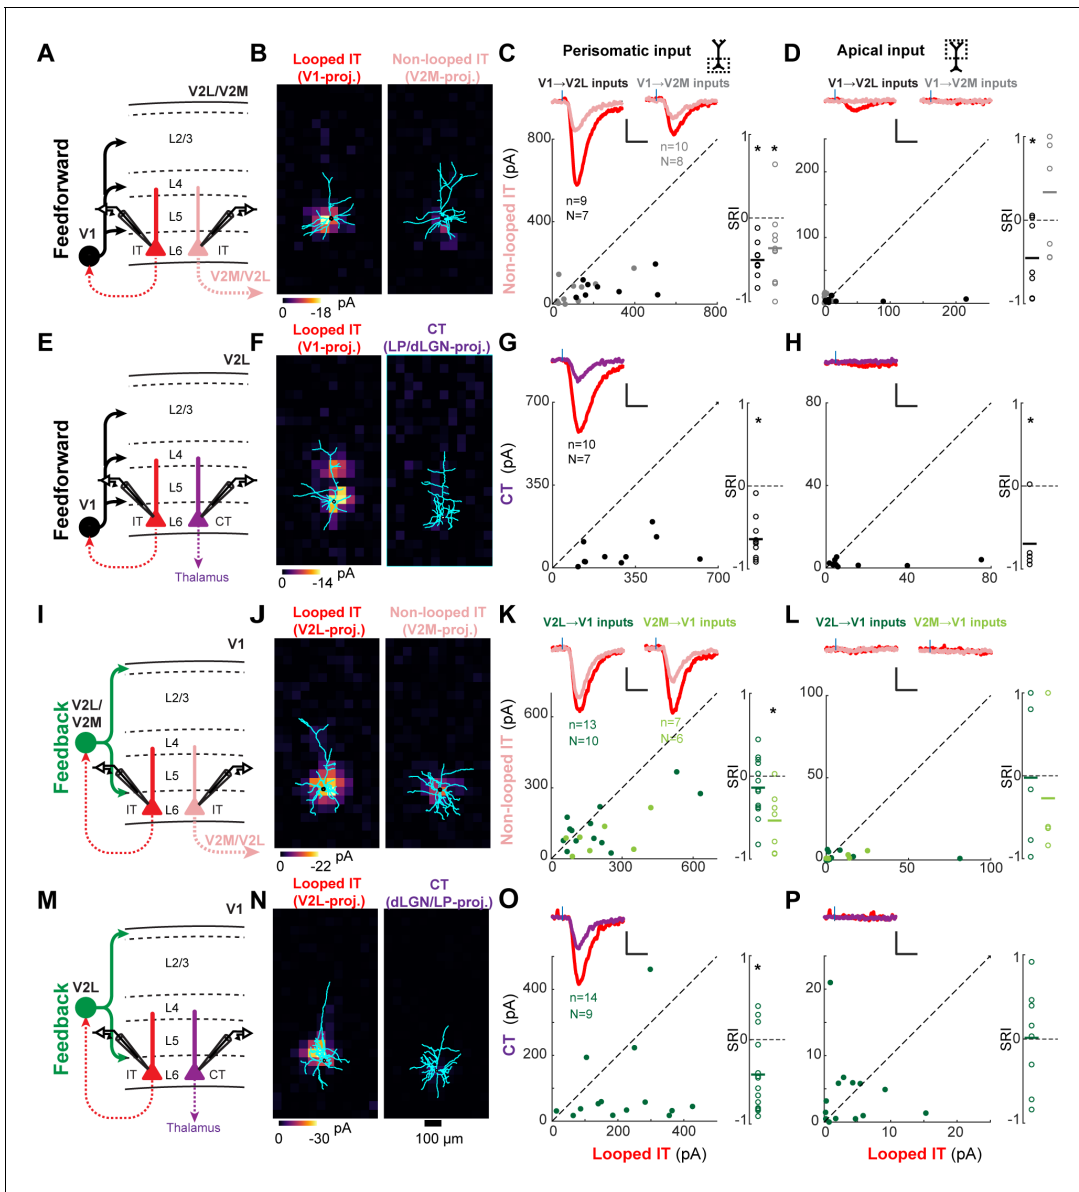 A
V2L/V2M
L2/3
L4
L5
L6
IT
IT
V1
Feedforward
V2M/V2L
B
Looped IT
(V1-proj.)
Non-looped IT
(V2M-proj.)
0
-18
pA
C
Perisomatic input
V1→V2L inputs
V1→V2M inputs
800
(pA)
400
0
Non-looped IT
n=10
N=8
n=9
N=7
0
200
400
600
800
1
* *
0
SRI
-1
D
Apical input
V1→V2L inputs
V1→V2M inputs
200
100
0
0
100
200
1
*
0
SRI
-1
E
V2L
L2/3
L4
L5
L6
IT
CT
V1
Feedforward
Thalamus
F
Looped IT
(V1-proj.)
CT
(LP/dLGN-proj.)
0
-14
pA
G
700
350
0
CT (pA)
n=10
N=7
0
350
700
1
*
0
SRI
-1
H
80
40
0
0
40
80
1
*
0
SRI
-1
I
V1
L2/3
L4
L5
L6
IT
IT
V2L/
V2M
Feedback
V2M/V2L
J
Looped IT
(V2L-proj.)
Non-looped IT
(V2M-proj.)
0
-22
pA
K
V2L→V1 inputs
V2M→V1 inputs
600
300
0
Non-looped IT (pA)
n=13
N=10
n=7
N=6
0
350
700
1
*
0
SRI
-1
L
V2L→V1 inputs
V2M→V1 inputs
100
50
0
0
50
100
1
0
SRI
-1
M
V1
L2/3
L4
L5
L6
IT
CT
V2L
Feedback
Thalamus
N
Looped IT
(V2L-proj.)
CT
(dLGN/LP-proj.)
0
-30
pA
100 µm
O
400
200
0
CT (pA)
n=14
N=9
0
200
400
Looped IT (pA)
1
*
0
SRI
-1
P
25
20
15
10
5
0
0
10
20
Looped IT (pA)
1
0
SRI
-1